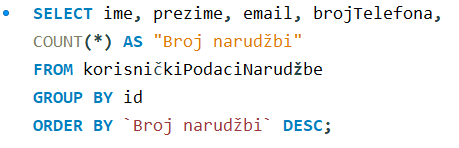 SELECT ime, prezime, email, brojTelefona,
COUNT(*) AS "Broj narudžbi"
FROM korisničkiPodaciNarudžbe
GROUP BY id
ORDER BY `Broj narudžbi` DESC;